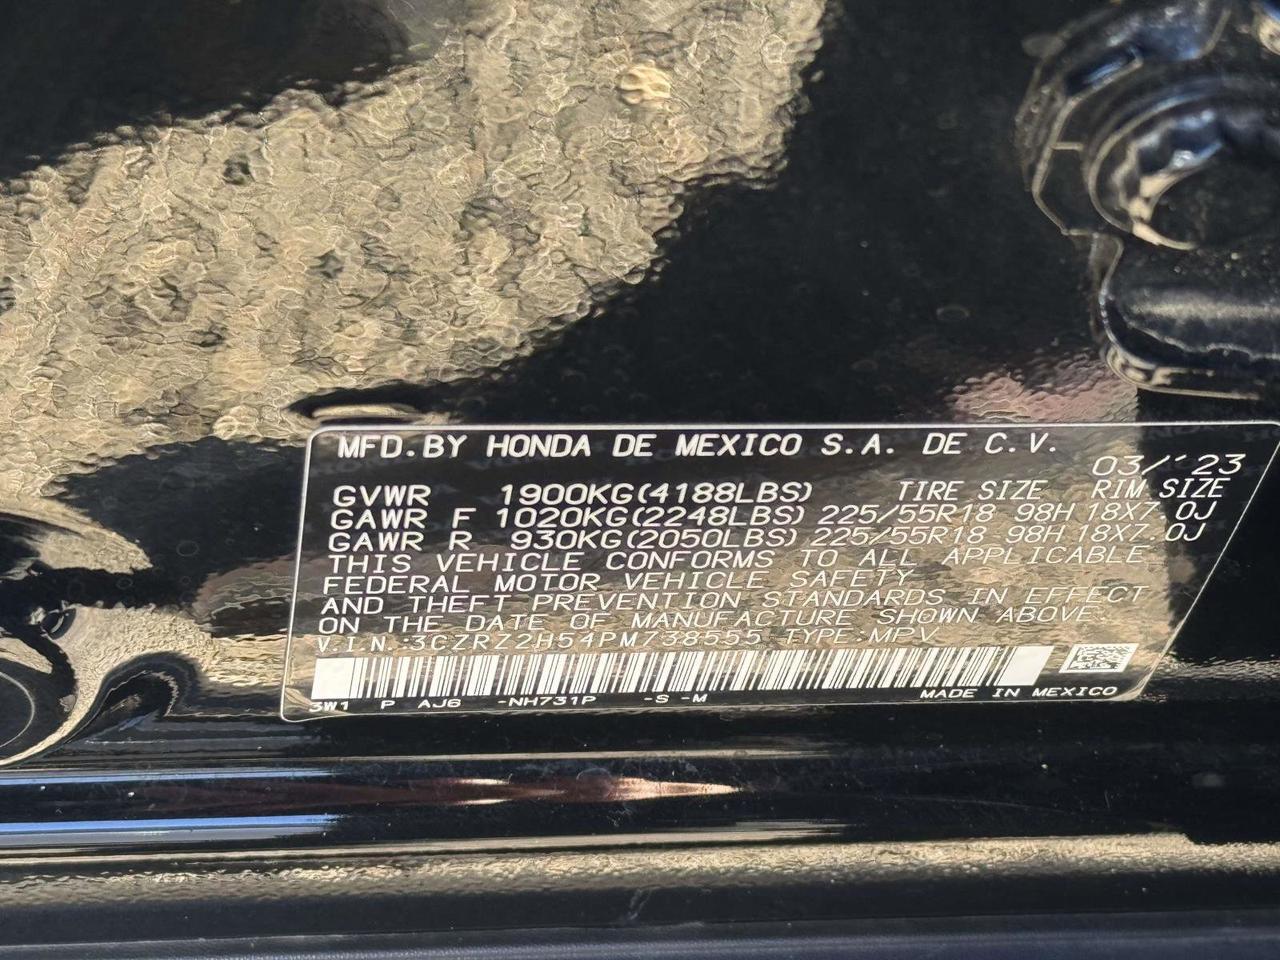 MFD.BY HONDA DE MEXICO S.A. DE C.V.
03/'23
GVWR 1900KG(4188LBS) TIRE SIZE RIM SIZE
GAWR F 1020KG(2248LBS) 225/55R18 98H 18X7.0J
GAWR R 930KG(2050LBS) 225/55R18 98H 18X7.0J
THIS VEHICLE CONFORMS TO ALL APPLICABLE
FEDERAL MOTOR VEHICLE SAFETY
AND THEFT PREVENTION STANDARDS IN EFFECT
ON THE DATE OF MANUFACTURE SHOWN ABOVE.
V.I.N.:3CZRZ2H54PM738555 TYPE:MPV
3W1 P AJ6 -NH731P -S -M MADE IN MEXICO